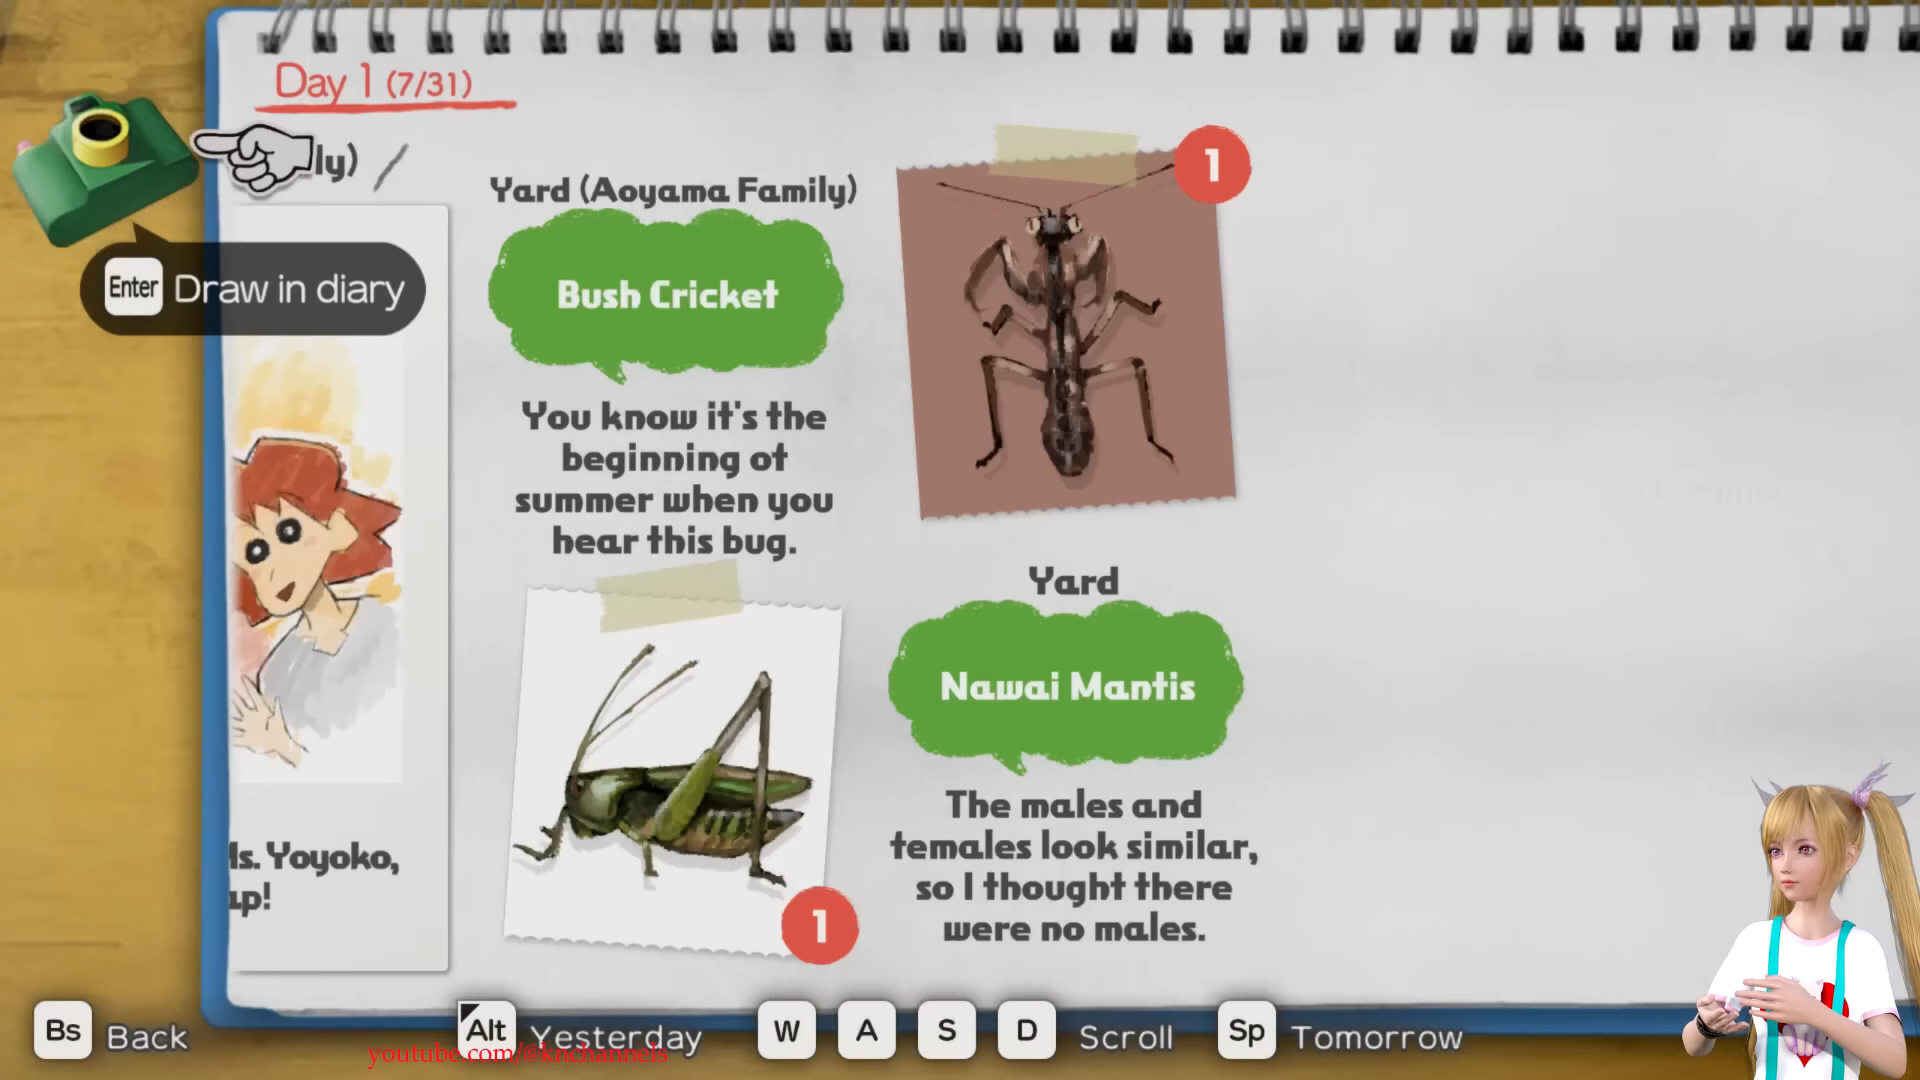 Day 1 (7/31)
ly) /
Enter Draw in diary
Yard (Aoyama Family)
Bush Cricket
You know it's the
beginning of
summer when you
hear this bug.
1
1
Yard
Nawai Mantis
The males and
females look similar,
so I thought there
were no males.
Ms. Yoyoko,
up!
Bs Back
Alt Yesterday
W A S D Scroll
Sp Tomorrow
youtube.com/@knchannels